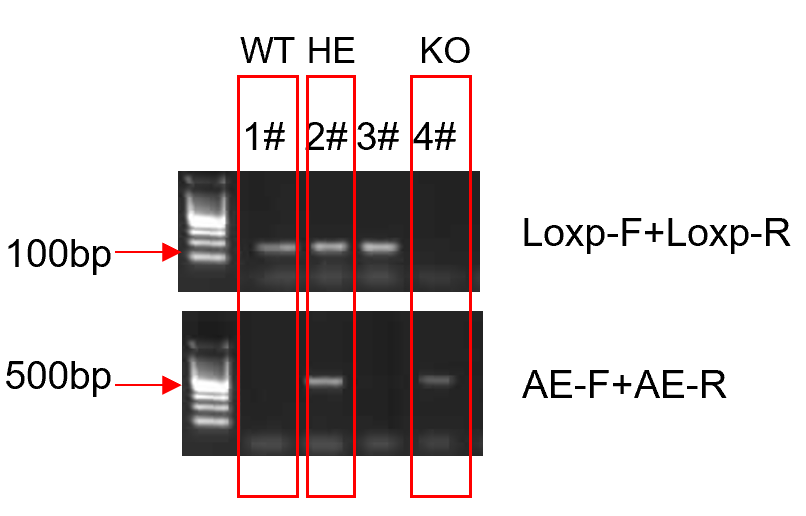 WT HE KO
1# 2# 3# 4#
100bp Loxp-F+Loxp-R
500bp AE-F+AE-R